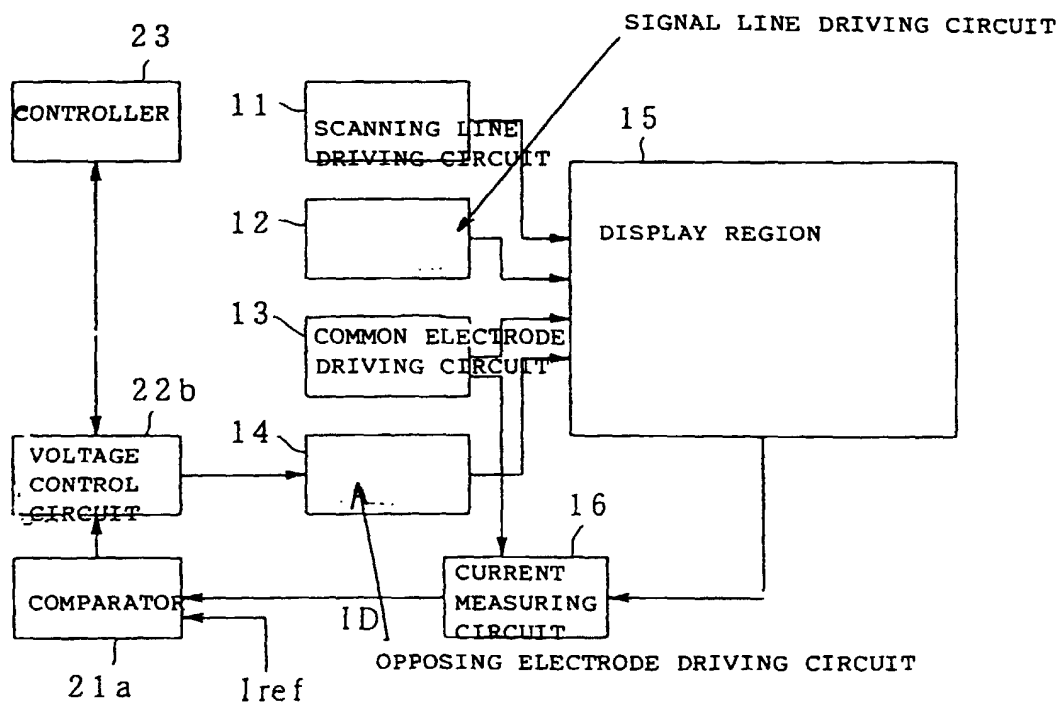 SIGNAL LINE DRIVING CIRCUIT
23
CONTROLLER
11
SCANNING LINE
DRIVING CIRCUIT
15
12
DISPLAY REGION
13
COMMON ELECTRODE
DRIVING CIRCUIT
22b
VOLTAGE
CONTROL
CIRCUIT
14
16
CURRENT
MEASURING
CIRCUIT
COMPARATOR
ID
OPPOSING ELECTRODE DRIVING CIRCUIT
21a
Iref